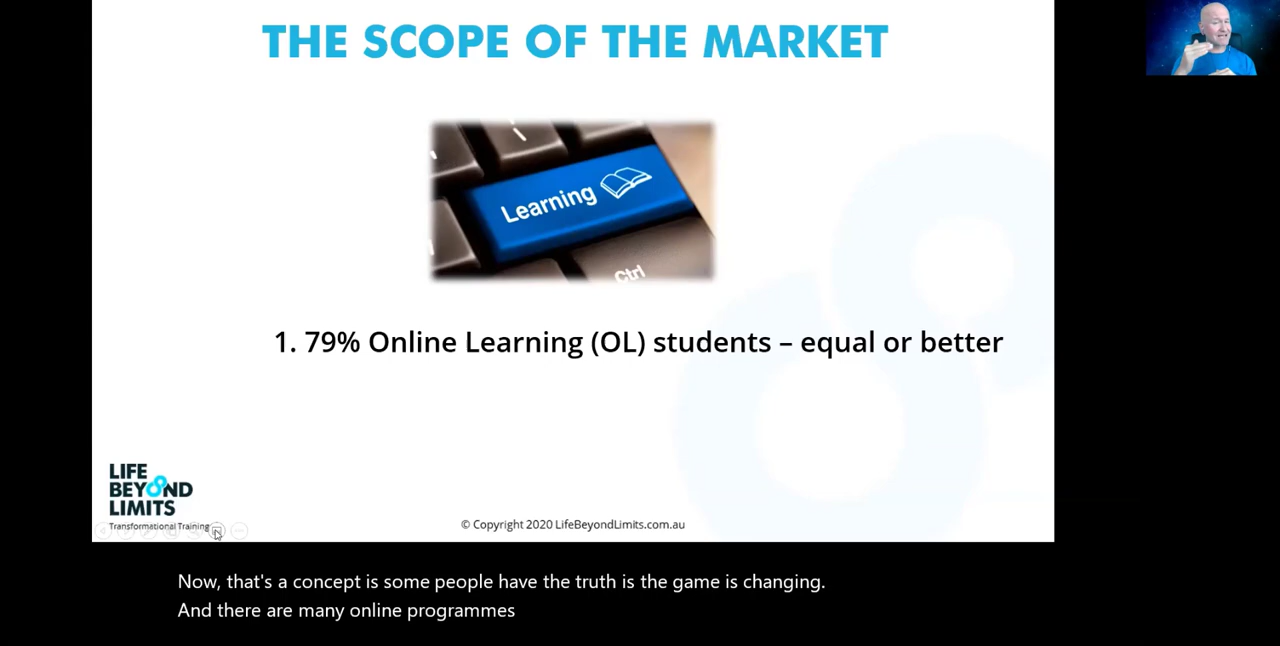 THE SCOPE OF THE MARKET
Learning
Ctrl
1. 79% Online Learning (OL) students – equal or better
LIFE
BEYOND
LIMITS
Transformational Training
© Copyright 2020 LifeBeyondLimits.com.au
Now, that's a concept is some people have the truth is the game is changing.
And there are many online programmes